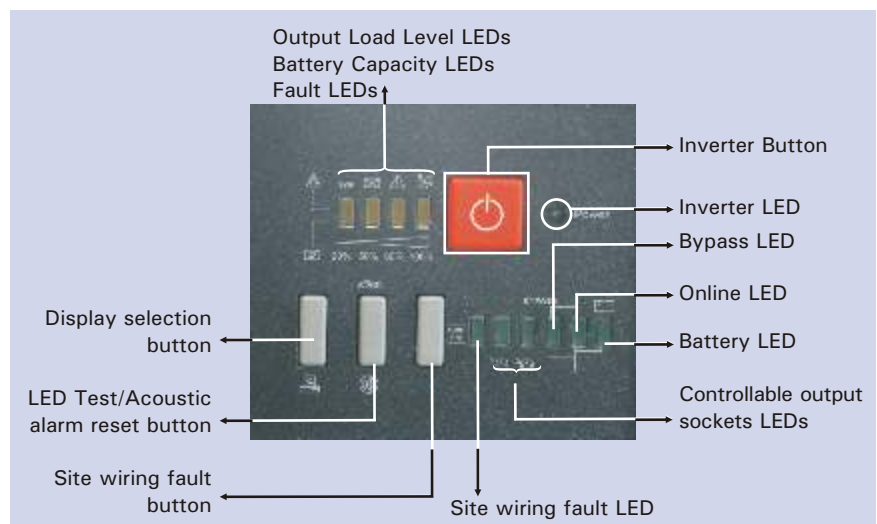 Output Load Level LEDs
Battery Capacity LEDs
Fault LEDs
Inverter Button
Inverter LED
Bypass LED
Online LED
Battery LED
Controllable output
sockets LEDs
Display selection
button
LED Test/Acoustic
alarm reset button
Site wiring fault
button
Site wiring fault LED